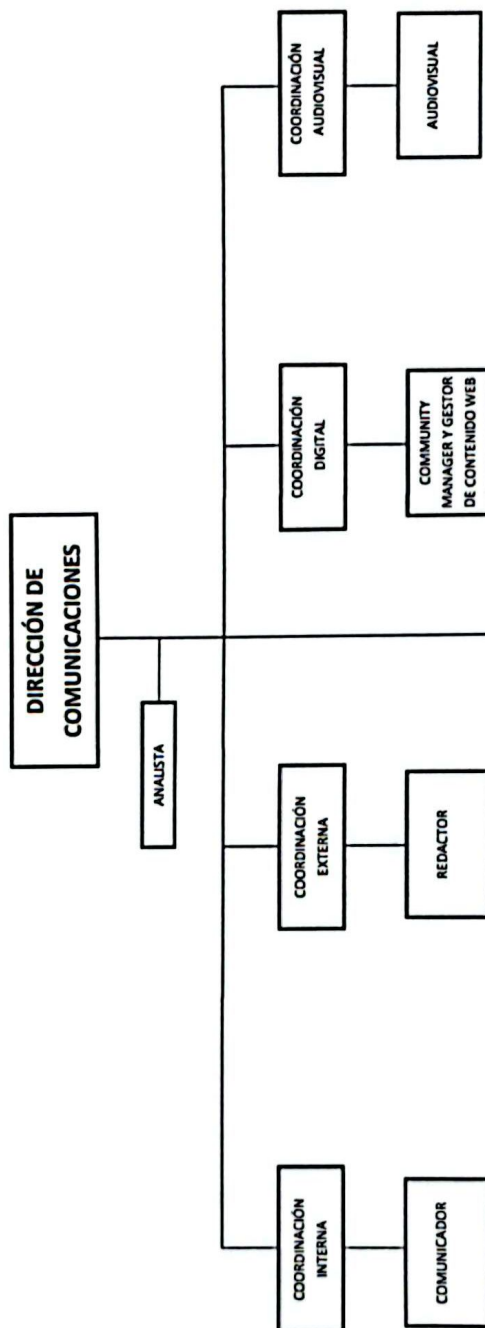 DIRECCIÓN DE
COMUNICACIONES
ANALISTA
COORDINACIÓN
INTERNA
COORDINACIÓN
EXTERNA
COORDINACIÓN
DIGITAL
COORDINACIÓN
AUDIOVISUAL
COMUNICADOR
REDACTOR
COMMUNITY
MANAGER Y GESTOR
DE CONTENIDO WEB
AUDIOVISUAL